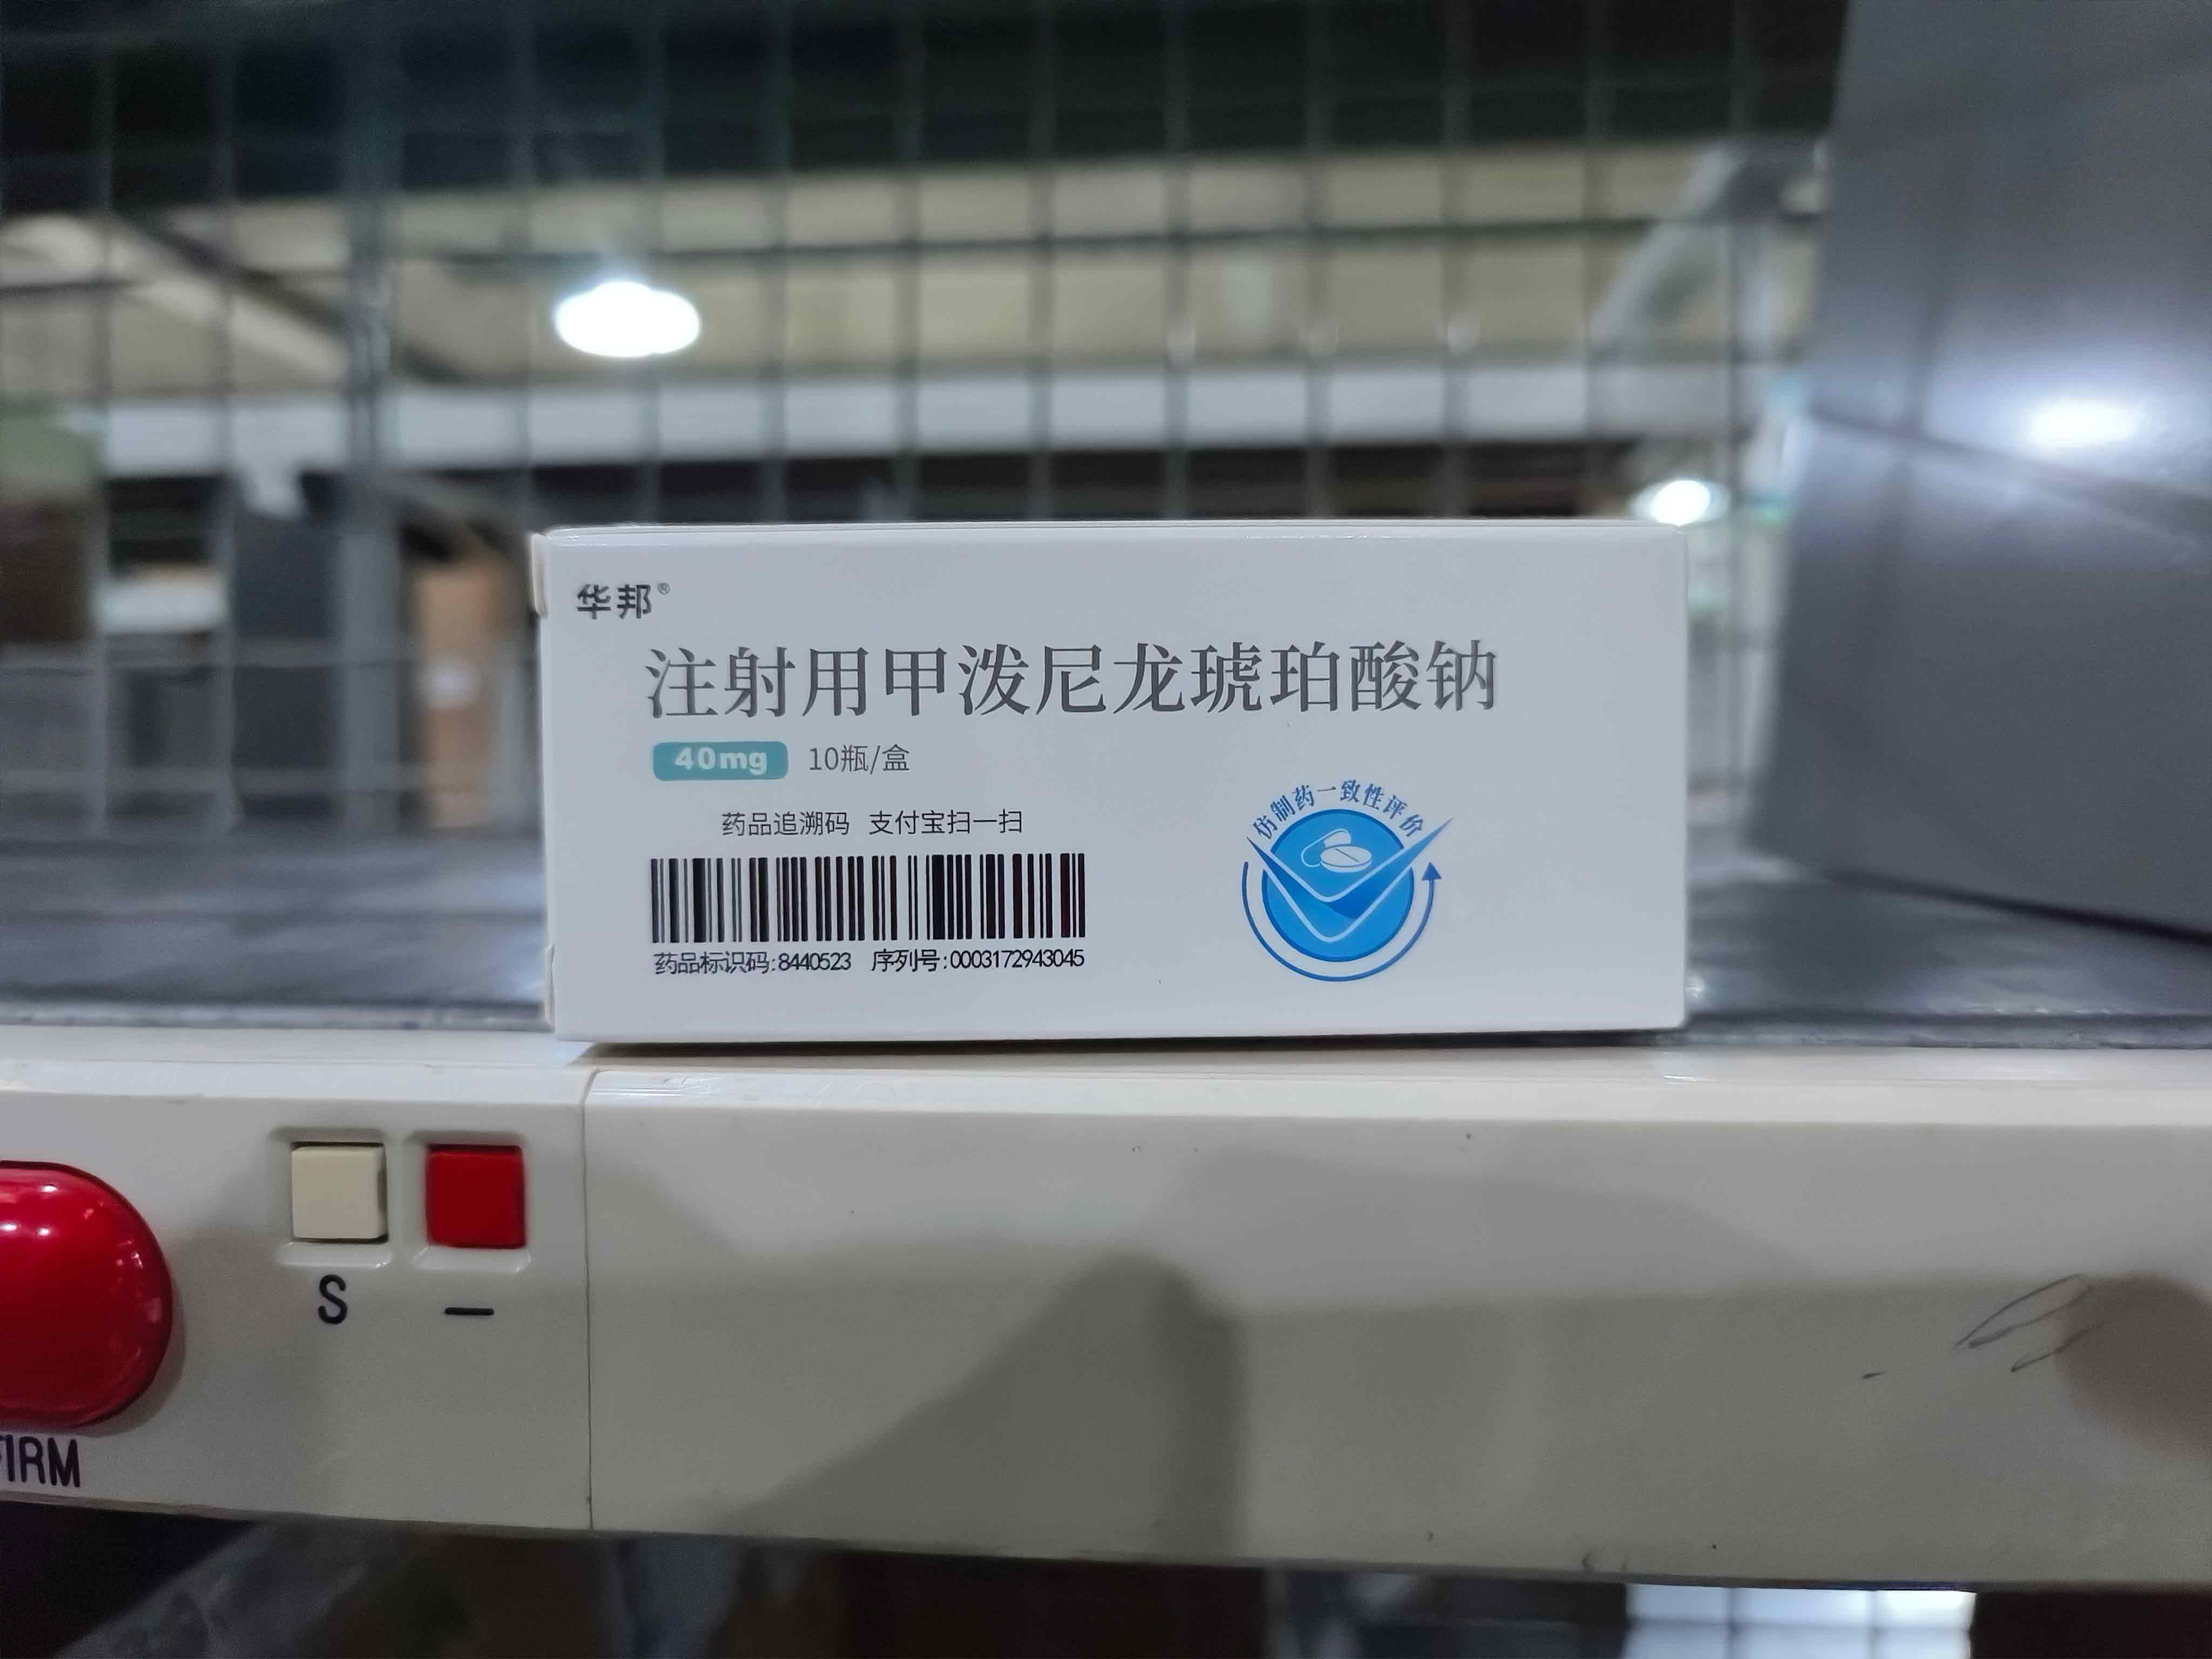 华邦®
注射用甲泼尼龙琥珀酸钠
40mg 10瓶/盒
药品追溯码 支付宝扫一扫
药品标识码:8440523 序列号:0003172943045
仿制药一致性评价
S
—